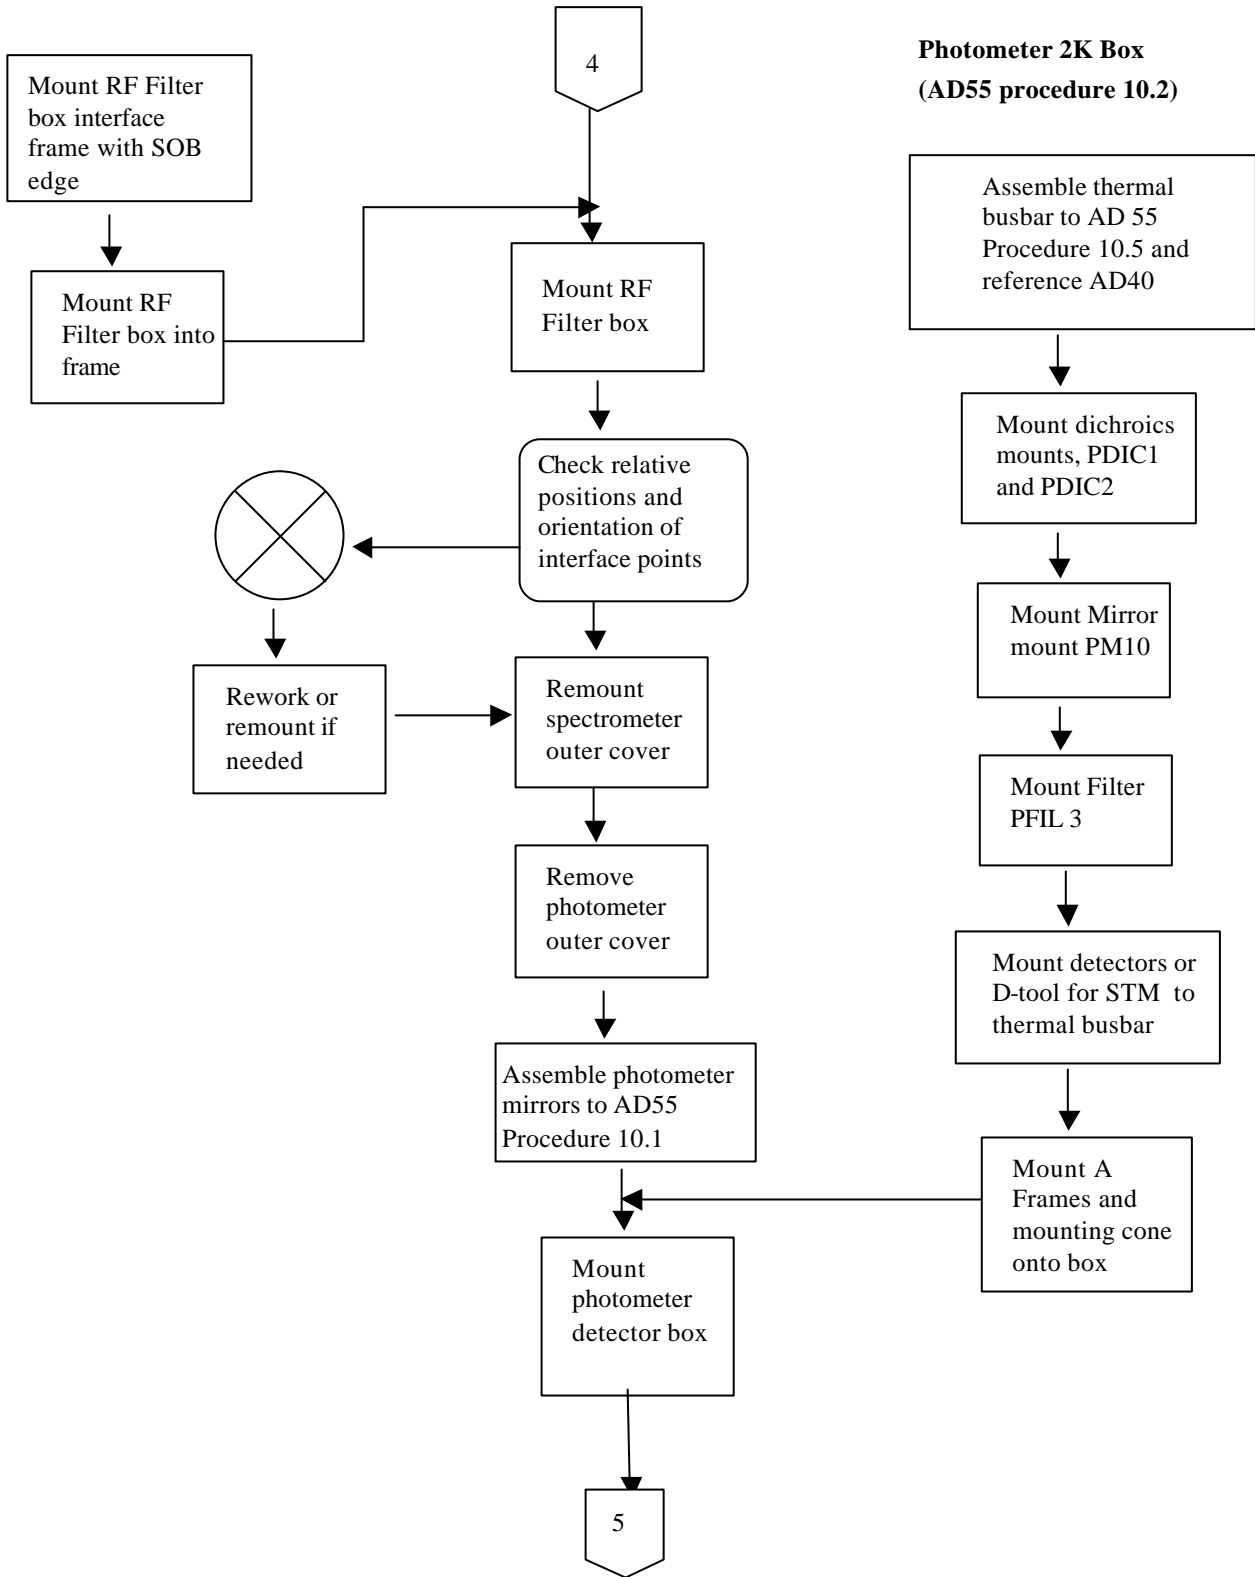 4
Photometer 2K Box
(AD55 procedure 10.2)
Mount RF Filter
box interface
frame with SOB
edge
Mount RF
Filter box into
frame
Mount RF
Filter box
Check relative
positions and
orientation of
interface points
Rework or
remount if
needed
Remount
spectrometer
outer cover
Remove
photometer
outer cover
Assemble photometer
mirrors to AD55
Procedure 10.1
Mount
photometer
detector box
5
Assemble thermal
busbar to AD 55
Procedure 10.5 and
reference AD40
Mount dichroics
mounts, PDIC1
and PDIC2
Mount Mirror
mount PM10
Mount Filter
PFIL 3
Mount detectors or
D-tool for STM to
thermal busbar
Mount A
Frames and
mounting cone
onto box